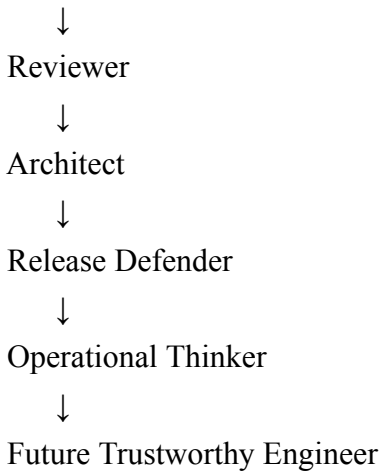 ↓
Reviewer
↓
Architect
↓
Release Defender
↓
Operational Thinker
↓
Future Trustworthy Engineer